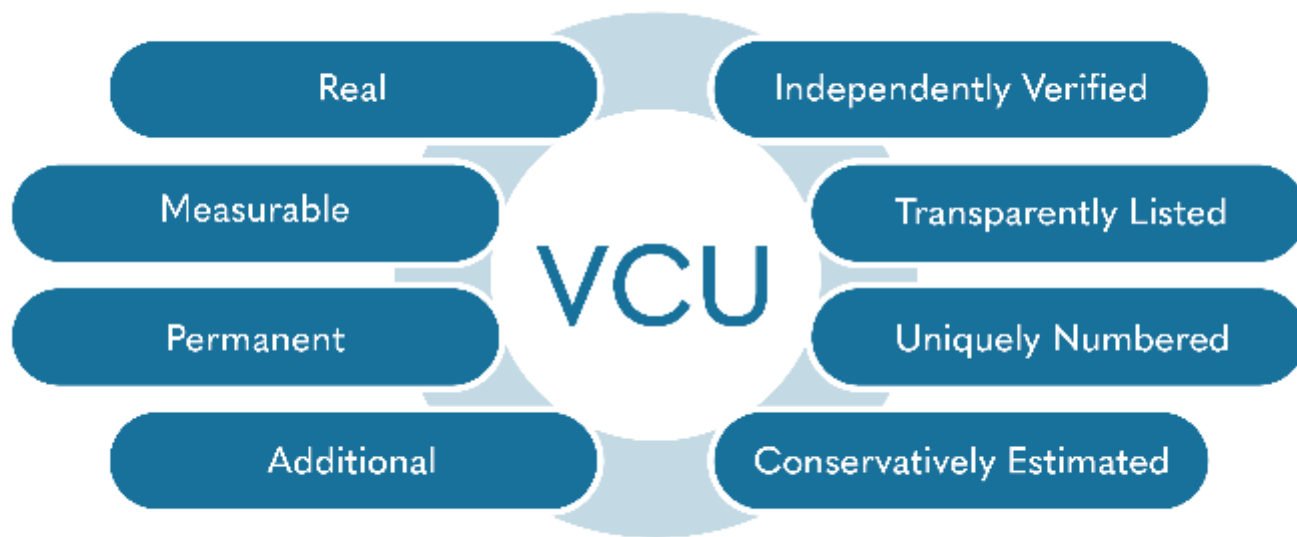 Real
Measurable
Permanent
Additional
VCU
Independently Verified
Transparently Listed
Uniquely Numbered
Conservatively Estimated